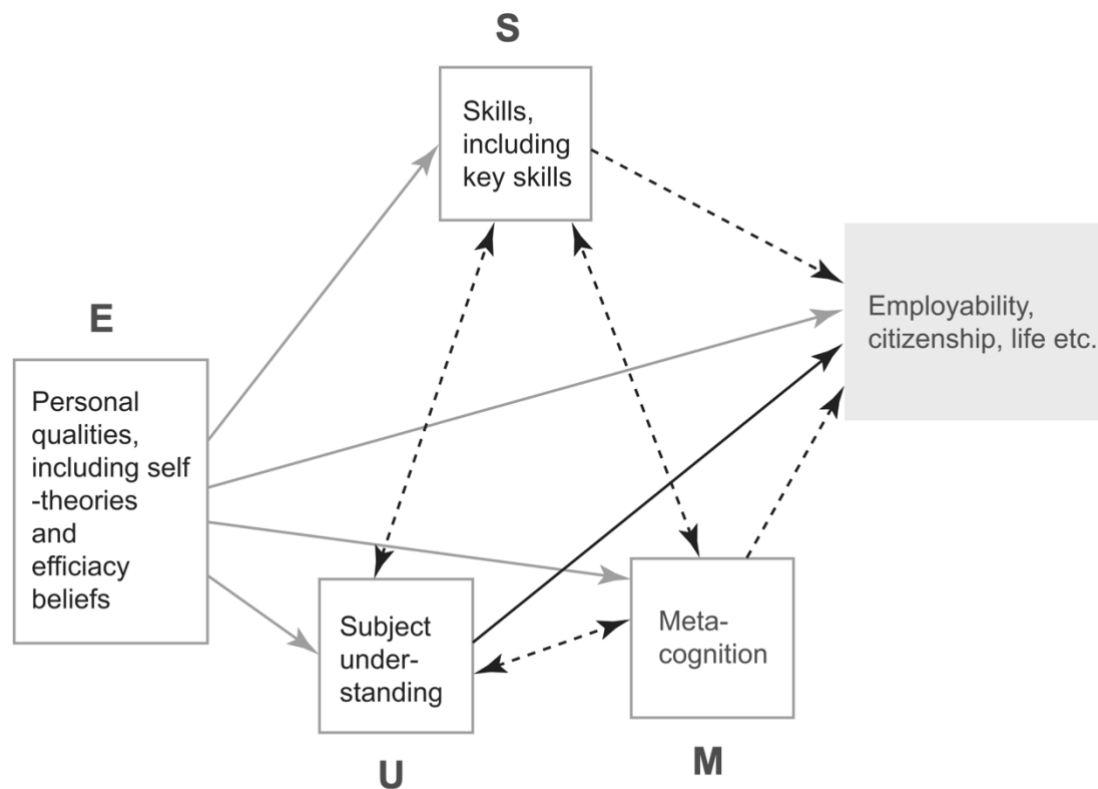 S
Skills,
including
key skills
E
Personal
qualities,
including self
-theories
and
efficiacy
beliefs
Employability,
citizenship, life etc.
Subject
under-
standing
U
Meta-
cognition
M